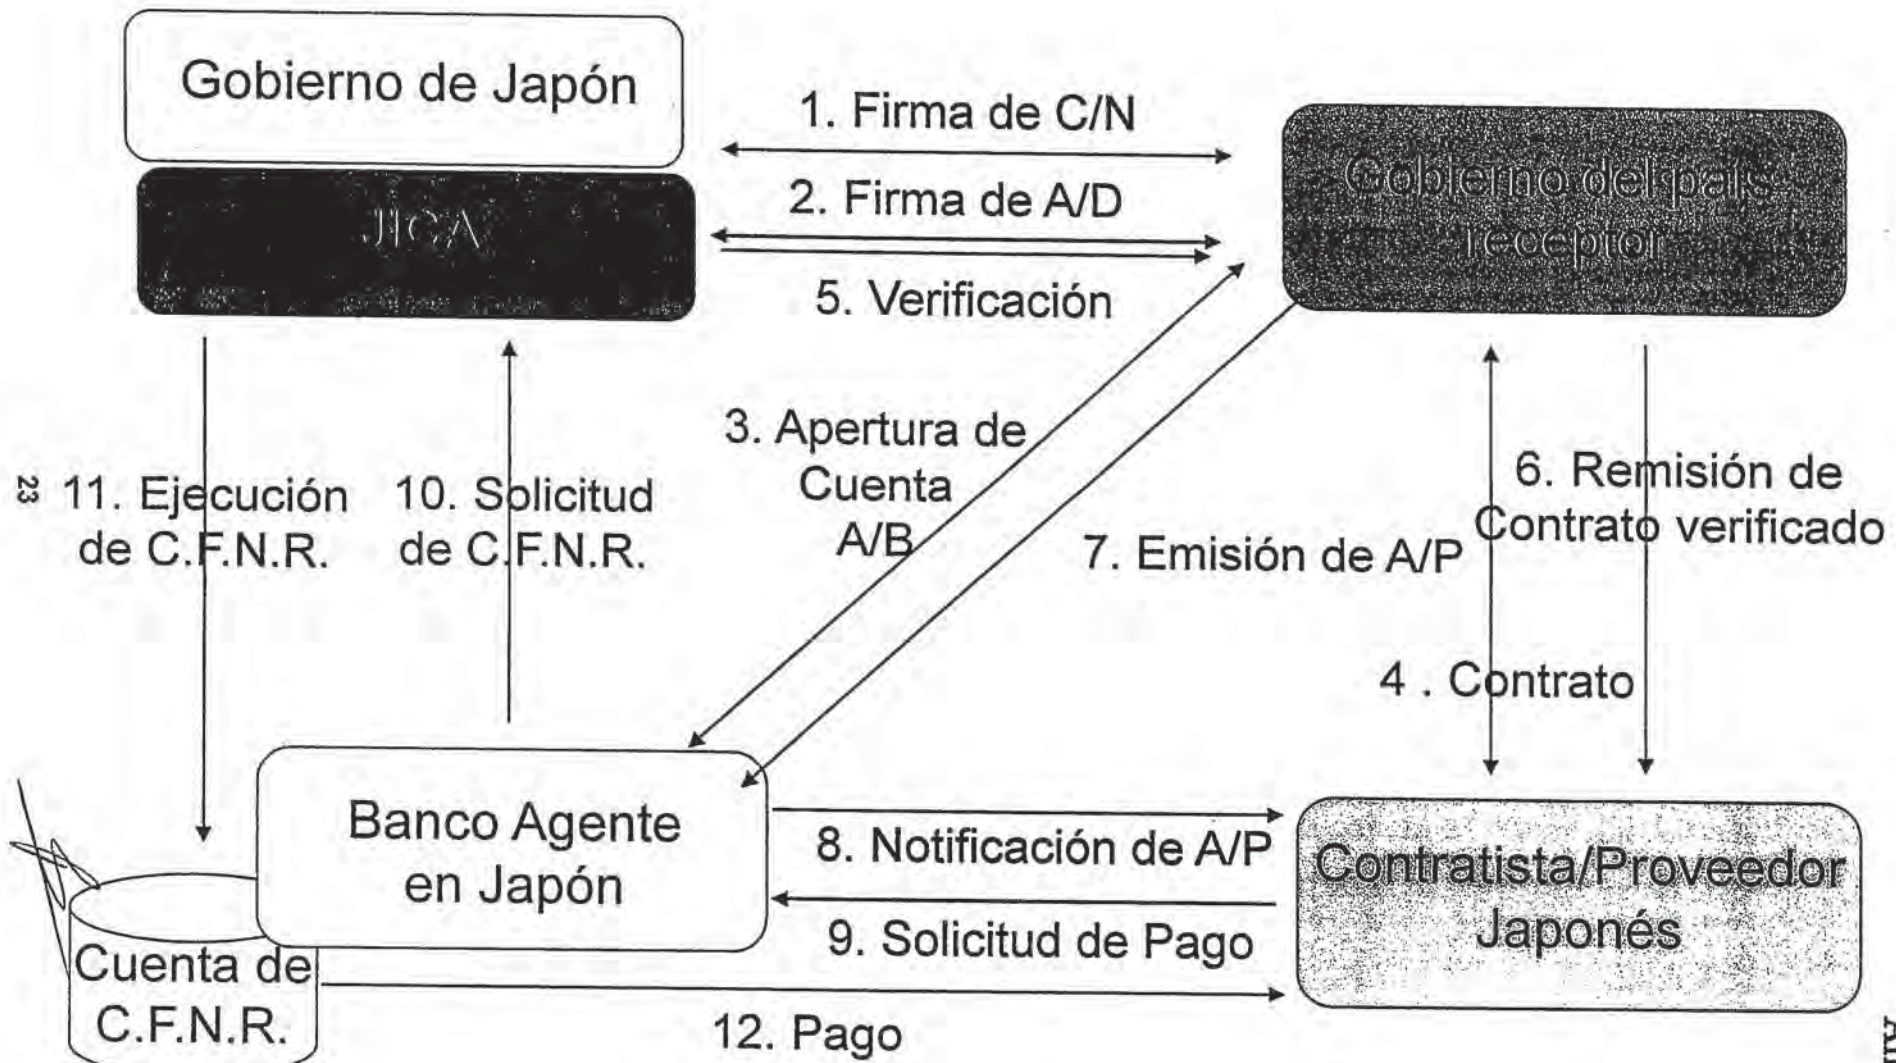 Gobierno de Japón
JICA
1. Firma de C/N
2. Firma de A/D
5. Verificación
Gobierno del país
receptor
3. Apertura de
Cuenta
A/B
7. Emisión de A/P
6. Remisión de
Contrato verificado
4 . Contrato
23
11. Ejecución
de C.F.N.R.
10. Solicitud
de C.F.N.R.
Banco Agente
en Japón
8. Notificación de A/P
9. Solicitud de Pago
Contratista/Proveedor
Japonés
Cuenta de
C.F.N.R.
12. Pago